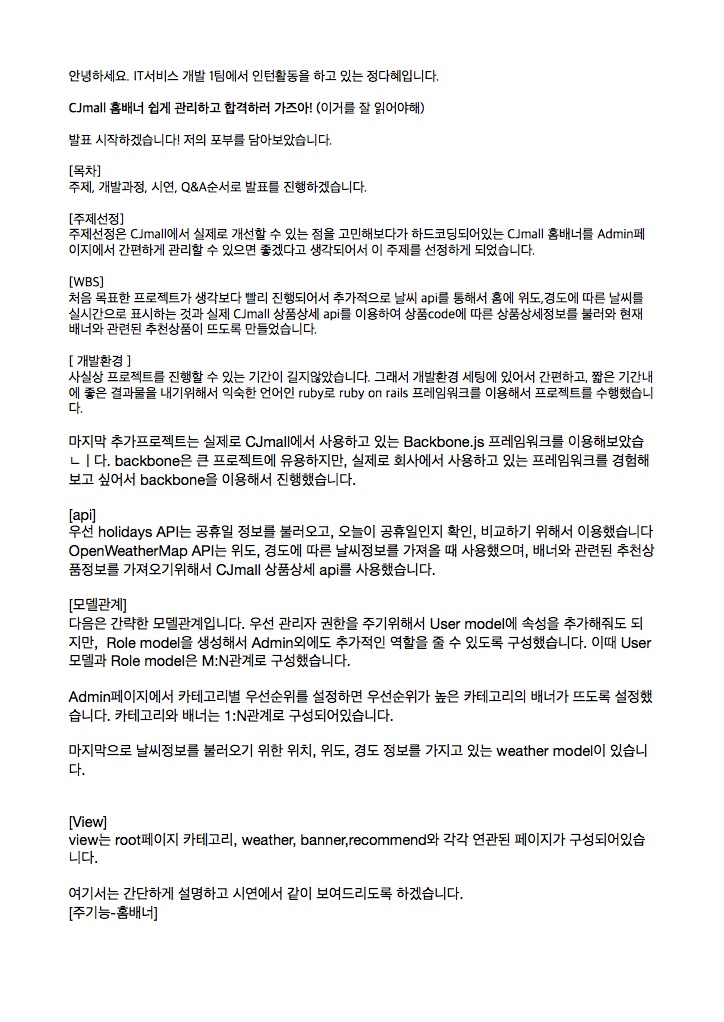 안녕하세요. IT서비스 개발 1팀에서 인턴활동을 하고 있는 정다혜입니다.
CJmall 홈배너 쉽게 관리하고 합격하러 가즈아! (이거를 잘 읽어야해)
발표 시작하겠습니다! 저의 포부를 담아보았습니다.
[목차]
주제, 개발과정, 시연, Q&A순서로 발표를 진행하겠습니다.
[주제선정]
주제선정은 CJmall에서 실제로 개선할 수 있는 점을 고민해보다가 하드코딩되어있는 CJmall 홈배너를 Admin페
이지에서 간편하게 관리할 수 있으면 좋겠다고 생각되어서 이 주제를 선정하게 되었습니다.
[WBS]
처음 목표한 프로젝트가 생각보다 빨리 진행되어서 추가적으로 날씨 api를 통해서 홈에 위도,경도에 따른 날씨를
실시간으로 표시하는 것과 실제 CJmall 상품상세 api를 이용하여 상품code에 따른 상품상세정보를 불러와 현재
배너와 관련된 추천상품이 뜨도록 만들었습니다.
[ 개발환경 ]
사실상 프로젝트를 진행할 수 있는 기간이 길지않았습니다. 그래서 개발환경 세팅에 있어서 간편하고, 짧은 기간내
에 좋은 결과물을 내기위해서 익숙한 언어인 ruby로 ruby on rails 프레임워크를 이용해서 프로젝트를 수행했습니
다.
마지막 추가프로젝트는 실제로 CJmall에서 사용하고 있는 Backbone.js 프레임워크를 이용해보았습
ㄴㅣ다. backbone은 큰 프로젝트에 유용하지만, 실제로 회사에서 사용하고 있는 프레임워크를 경험해
보고 싶어서 backbone을 이용해서 진행했습니다.
[api]
우선 holidays API는 공휴일 정보를 불러오고, 오늘이 공휴일인지 확인, 비교하기 위해서 이용했습니다
OpenWeatherMap API는 위도, 경도에 따른 날씨정보를 가져올 때 사용했으며, 배너와 관련된 추천상
품정보를 가져오기위해서 CJmall 상품상세 api를 사용했습니다.
[모델관계]
다음은 간략한 모델관계입니다. 우선 관리자 권한을 주기위해서 User model에 속성을 추가해줘도 되
지만, Role model을 생성해서 Admin외에도 추가적인 역할을 줄 수 있도록 구성했습니다. 이때 User
모델과 Role model은 M:N관계로 구성했습니다.
Admin페이지에서 카테고리별 우선순위를 설정하면 우선순위가 높은 카테고리의 배너가 뜨도록 설정했
습니다. 카테고리와 배너는 1:N관계로 구성되어있습니다.
마지막으로 날씨정보를 불러오기 위한 위치, 위도, 경도 정보를 가지고 있는 weather model이 있습니
다.
[View]
view는 root페이지 카테고리, weather, banner,recommend와 각각 연관된 페이지가 구성되어있습
니다.
여기서는 간단하게 설명하고 시연에서 같이 보여드리도록 하겠습니다.
[주기능-홈배너]